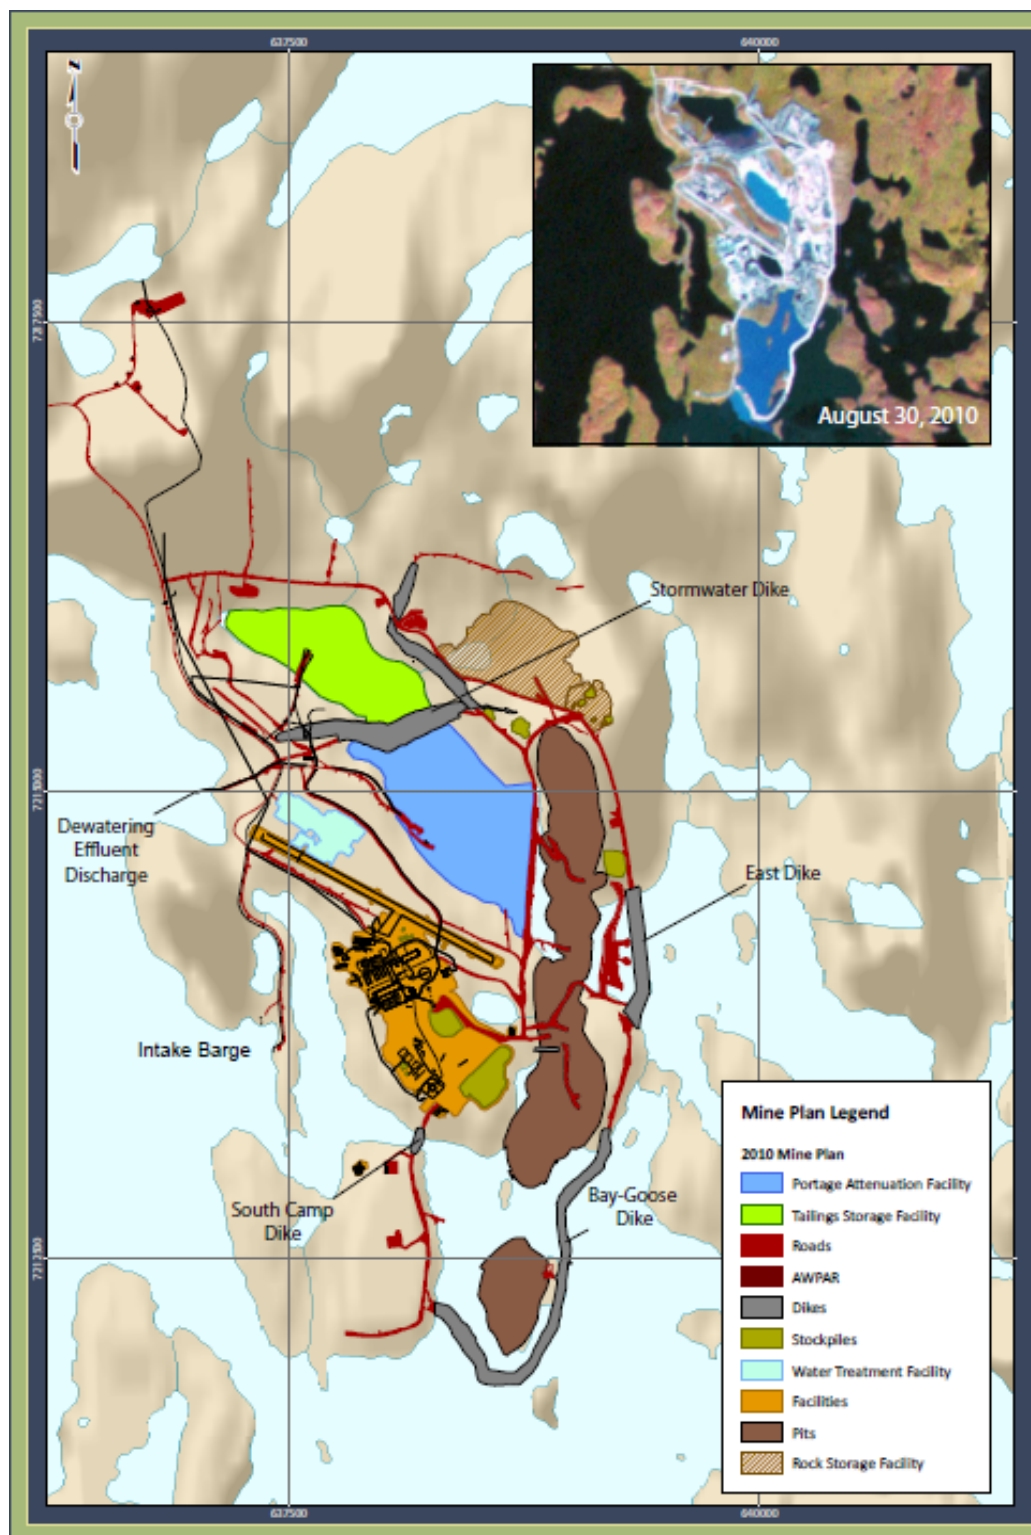 637500
640000
N
August 30, 2010
Stormwater Dike
Dewatering
Effluent
Discharge
East Dike
Intake Barge
South Camp
Dike
Bay-Goose
Dike
Mine Plan Legend
2010 Mine Plan
Portage Attenuation Facility
Tailings Storage Facility
Roads
AWPAR
Dikes
Stockpiles
Water Treatment Facility
Facilities
Pits
Rock Storage Facility
7212500
637500
640000